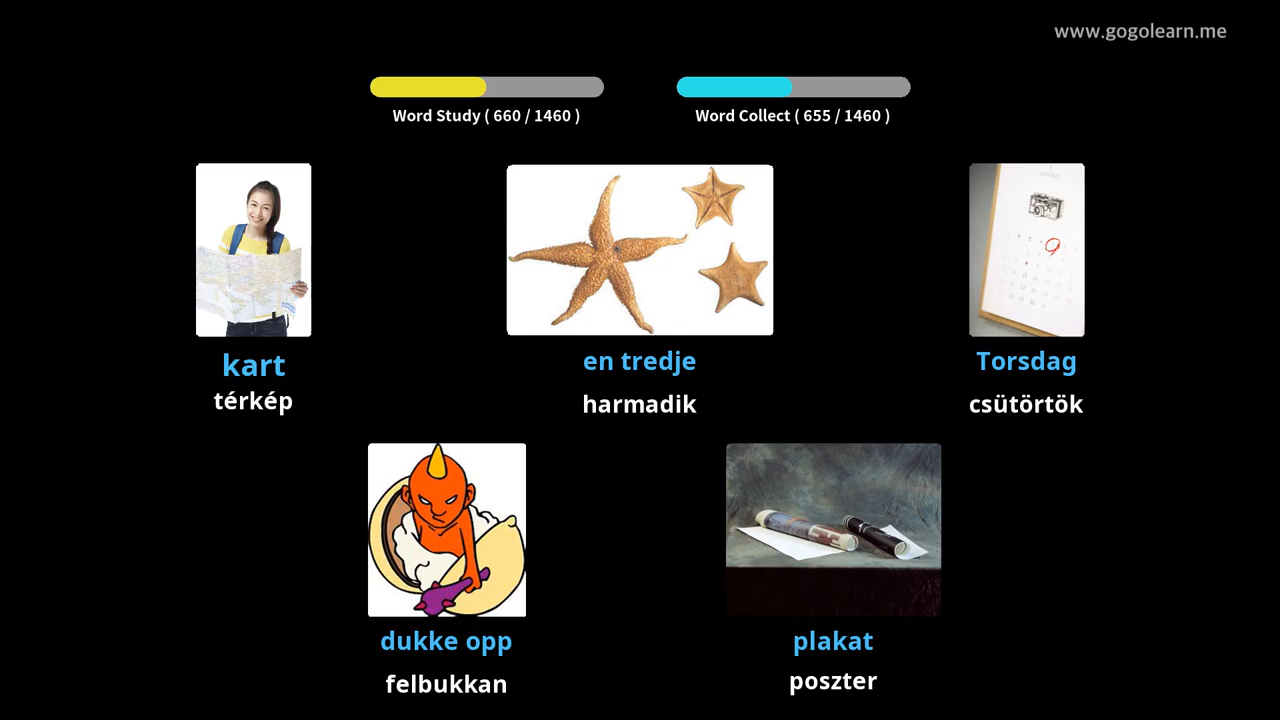 www.gogolearn.me
Word Study ( 660 / 1460 )
Word Collect ( 655 / 1460 )
kart
térkép
en tredje
harmadik
Torsdag
csütörtök
dukke opp
felbukkan
plakat
poszter